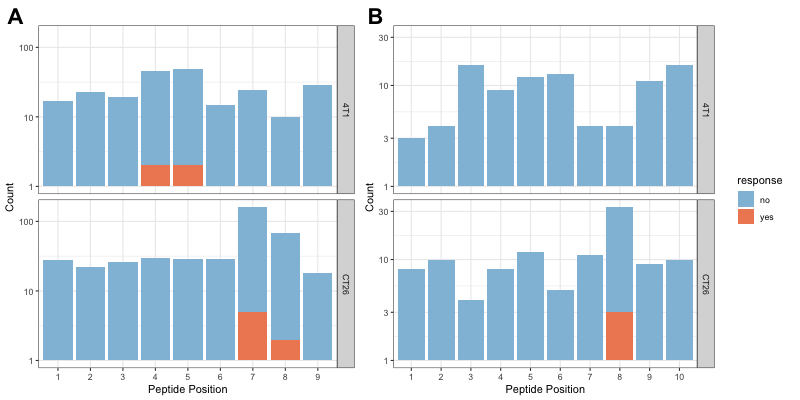 A
B
100
10
1
4T1
30
10
3
1
4T1
Count
Count
100
10
1
CT26
30
10
3
1
CT26
response
no
yes
1 2 3 4 5 6 7 8 9
1 2 3 4 5 6 7 8 9 10
Peptide Position
Peptide Position